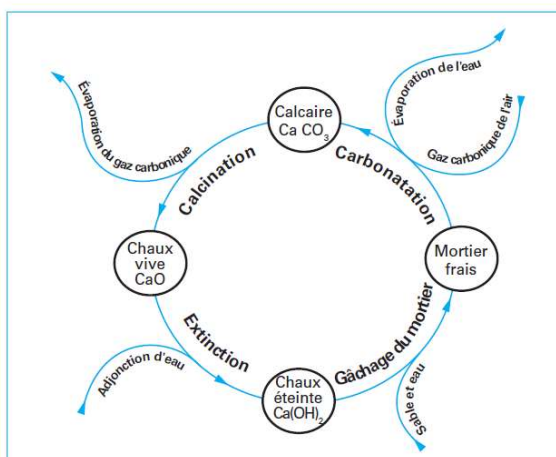 Évaporation de l'eau
Gaz carbonique de l'air
Évaporation du gaz carbonique
Calcaire
Ca CO₃
Calcination
Carbonatation
Chaux
vive
CaO
Mortier
frais
Extinction
Gâchage du mortier
Adjonction d'eau
Chaux
éteinte
Ca(OH)₂
Sable et eau